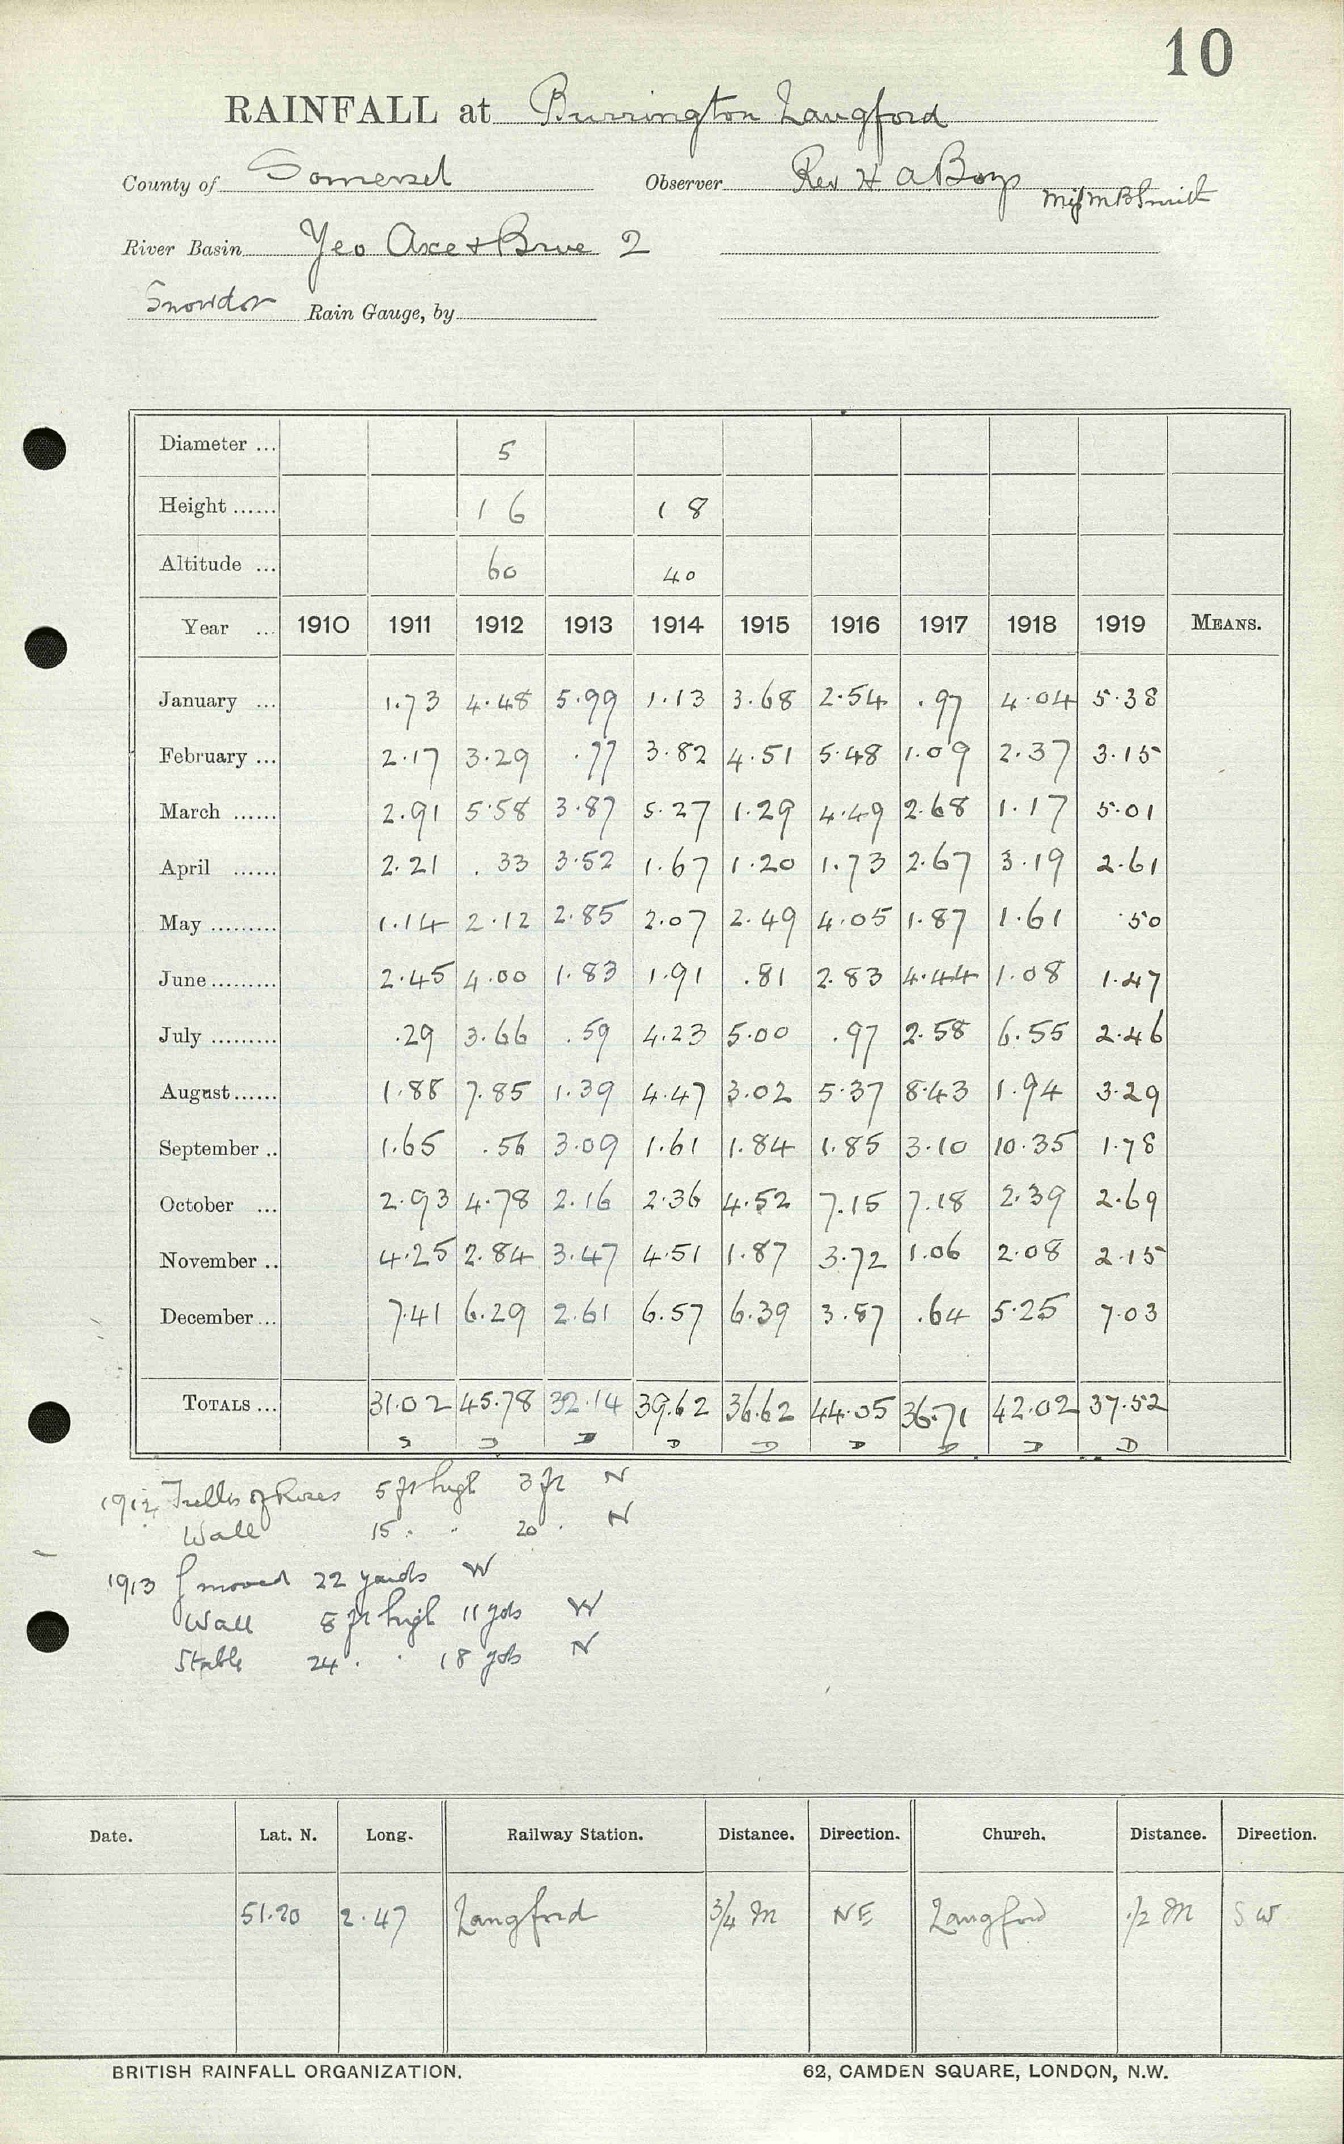 10
RAINFALL at Burrington Langford
County of Somerset Observer Rev H A Boys Miss M B Smith
River Basin Yeo Axe + Brue 2
Snowdon Rain Gauge, by
Diameter ... 5
Height ...... 1 6 1 8
Altitude ... 60 40
Year ... 1910 1911 1912 1913 1914 1915 1916 1917 1918 1919 MEANS.
January ... 1.73 4.48 5.99 1.13 3.68 2.54 .97 4.04 5.38
February ... 2.17 3.29 .77 3.82 4.51 5.48 1.09 2.37 3.15
March ...... 2.91 5.58 3.87 5.27 1.29 4.49 2.68 1.17 5.01
April ...... 2.21 .33 3.52 1.67 1.20 1.73 2.67 3.19 2.61
May ......... 1.14 2.12 2.85 2.07 2.49 4.05 1.87 1.61 .50
June ......... 2.45 4.00 1.83 1.91 .81 2.83 4.44 1.08 1.47
July ......... .29 3.66 .59 4.23 5.00 .97 2.58 6.55 2.46
August ...... 1.88 7.85 1.39 4.47 3.02 5.37 8.43 1.94 3.29
September .. 1.65 .56 3.09 1.61 1.84 1.85 3.10 10.35 1.78
October ... 2.93 4.78 2.16 2.36 4.52 7.15 7.18 2.39 2.69
November .. 4.25 2.84 3.47 4.51 1.87 3.72 1.06 2.08 2.15
December ... 7.41 6.29 2.61 6.57 6.39 3.87 .64 5.25 7.03
TOTALS ... 31.02 45.78 32.14 39.62 36.62 44.05 36.71 42.02 37.52
S D D D D D D D D
1912 Trellis of Roses 5 ft high 3 ft N
Wall 15 . . 20 . N
1913 moved 22 yards W
Wall 8 ft high 11 yds W
Stable 24 . . 18 yds N
Date. Lat. N. Long. Railway Station. Distance. Direction. Church. Distance. Direction.
51.20 2.47 Langford 3/4 M NE Langford 1/2 M SW
BRITISH RAINFALL ORGANIZATION. 62, CAMDEN SQUARE, LONDON, N.W.